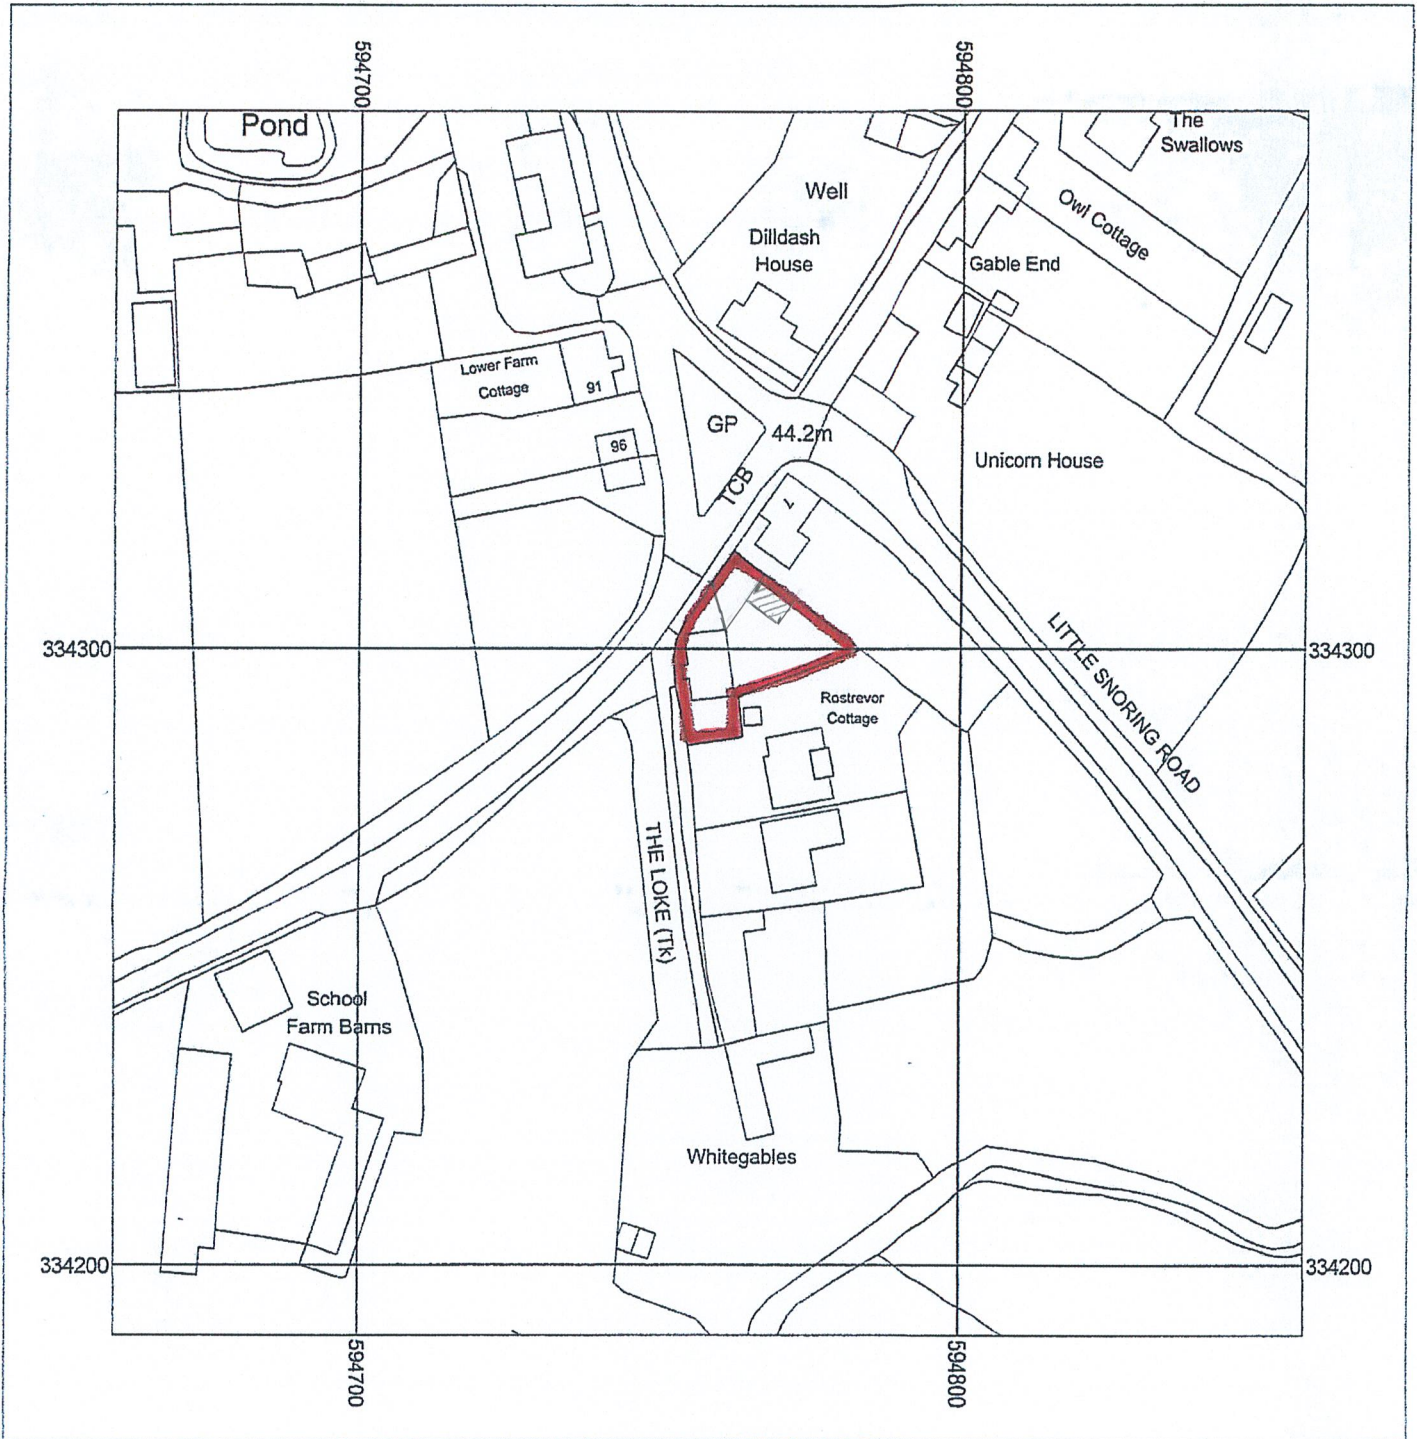 594700
594800
Pond
The
Swallows
Well
Owl Cottage
Dilldash
House
Gable End
Lower Farm
Cottage
91
GP
44.2m
96
Unicorn House
TCB
7
334300
334300
LITTLE SNORING ROAD
Rostrevor
Cottage
THE LOKE (Tk)
School
Farm Barns
Whitegables
334200
334200
594700
594800